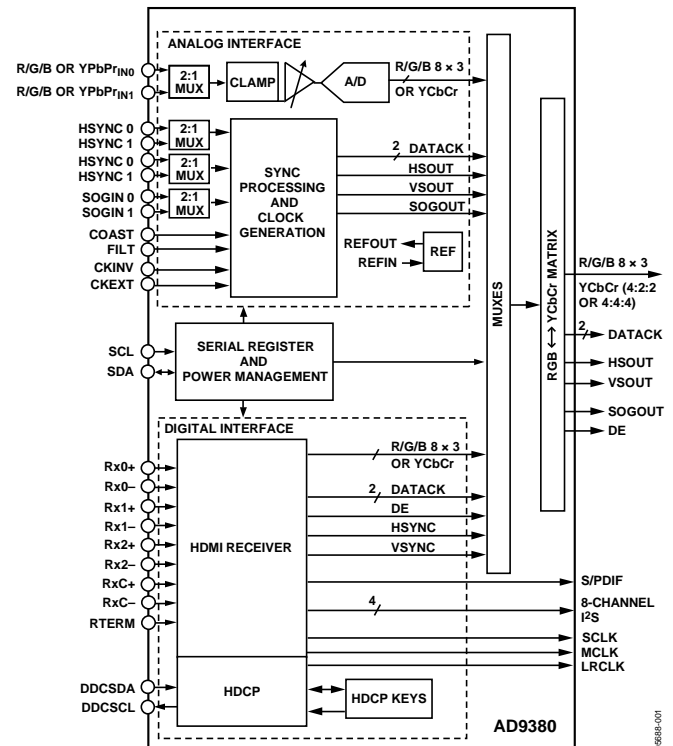 ANALOG INTERFACE
R/G/B OR YPbPrIN0
R/G/B OR YPbPrIN1
2:1
MUX
CLAMP
A/D
R/G/B 8 × 3
OR YCbCr
HSYNC 0
HSYNC 1
2:1
MUX
HSYNC 0
HSYNC 1
2:1
MUX
SOGIN 0
SOGIN 1
2:1
MUX
COAST
FILT
CKINV
CKEXT
SYNC
PROCESSING
AND
CLOCK
GENERATION
2 DATACK
HSOUT
VSOUT
SOGOUT
REFOUT
REFIN
REF
MUXES
RGB ↔ YCbCr MATRIX
R/G/B 8 × 3
YCbCr (4:2:2
OR 4:4:4)
2
DATACK
HSOUT
VSOUT
SOGOUT
DE
SCL
SDA
SERIAL REGISTER
AND
POWER MANAGEMENT
DIGITAL INTERFACE
Rx0+
Rx0–
Rx1+
Rx1–
Rx2+
Rx2–
RxC+
RxC–
RTERM
HDMI RECEIVER
R/G/B 8 × 3
OR YCbCr
2 DATACK
DE
HSYNC
VSYNC
S/PDIF
4
8-CHANNEL
I2S
SCLK
MCLK
LRCLK
DDCSDA
DDCSCL
HDCP
HDCP KEYS
AD9380
5688-001